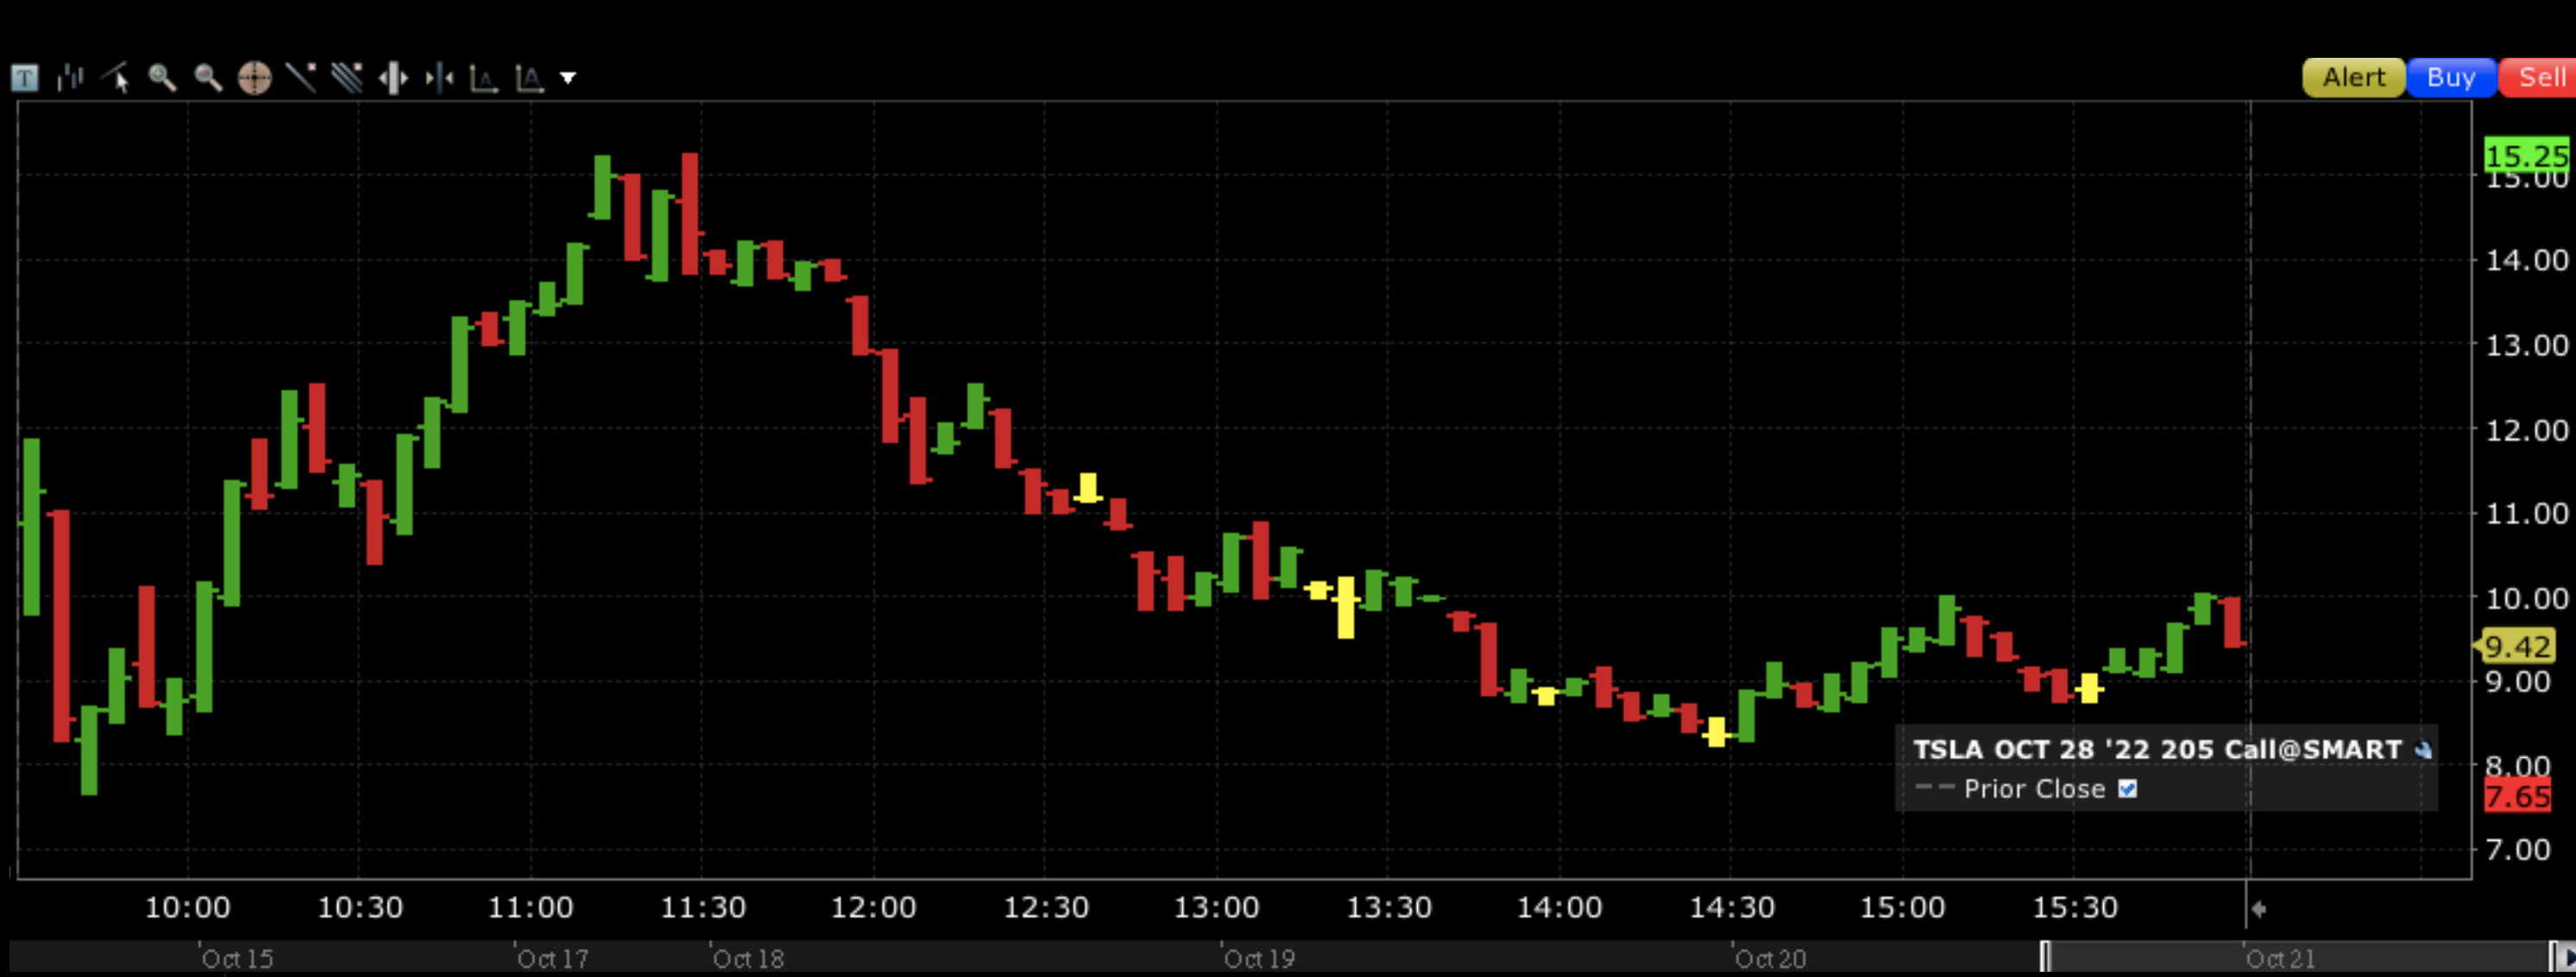 T
Alert Buy Sell
15.25
15.00
14.00
13.00
12.00
11.00
10.00
9.42
9.00
TSLA OCT 28 '22 205 Call@SMART
8.00
Prior Close
7.65
7.00
10:00 10:30 11:00 11:30 12:00 12:30 13:00 13:30 14:00 14:30 15:00 15:30
Oct 15 Oct 17 Oct 18 Oct 19 Oct 20 Oct 21